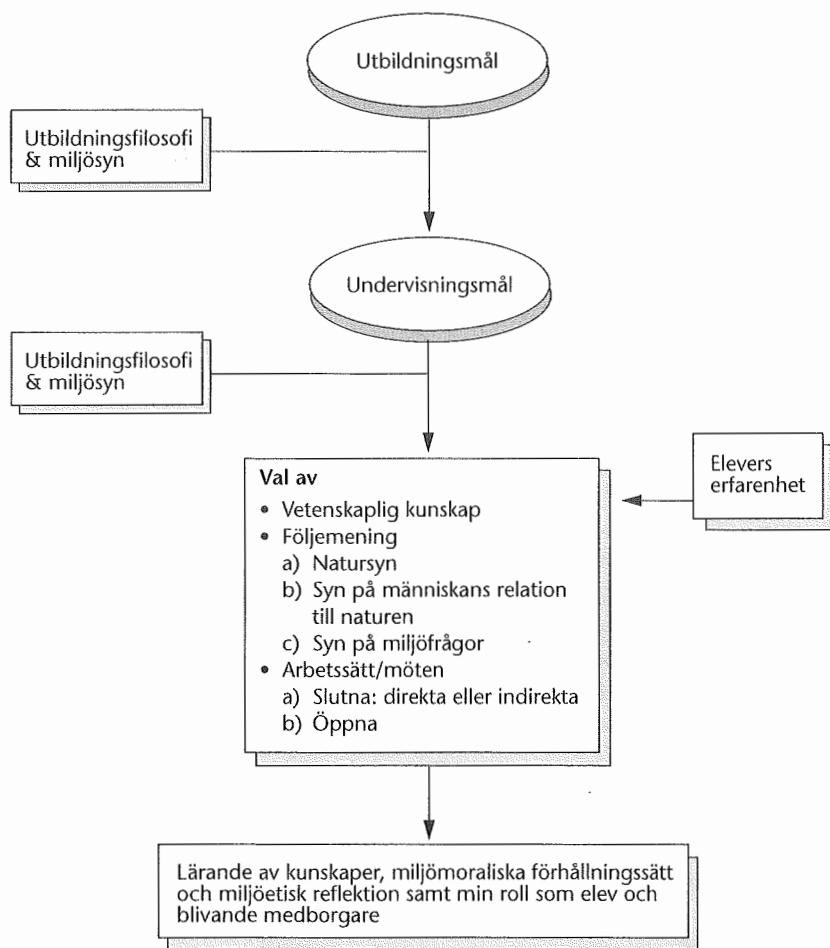 Utbildningsmål
Utbildningsfilosofi
& miljösyn
Undervisningsmål
Utbildningsfilosofi
& miljösyn
Val av
• Vetenskaplig kunskap
• Följemening
a) Natursyn
b) Syn på människans relation
till naturen
c) Syn på miljöfrågor
• Arbetssätt/möten
a) Slutna: direkta eller indirekta
b) Öppna
Elevers
erfarenhet
Lärande av kunskaper, miljömoraliska förhållningssätt
och miljöetisk reflektion samt min roll som elev och
blivande medborgare